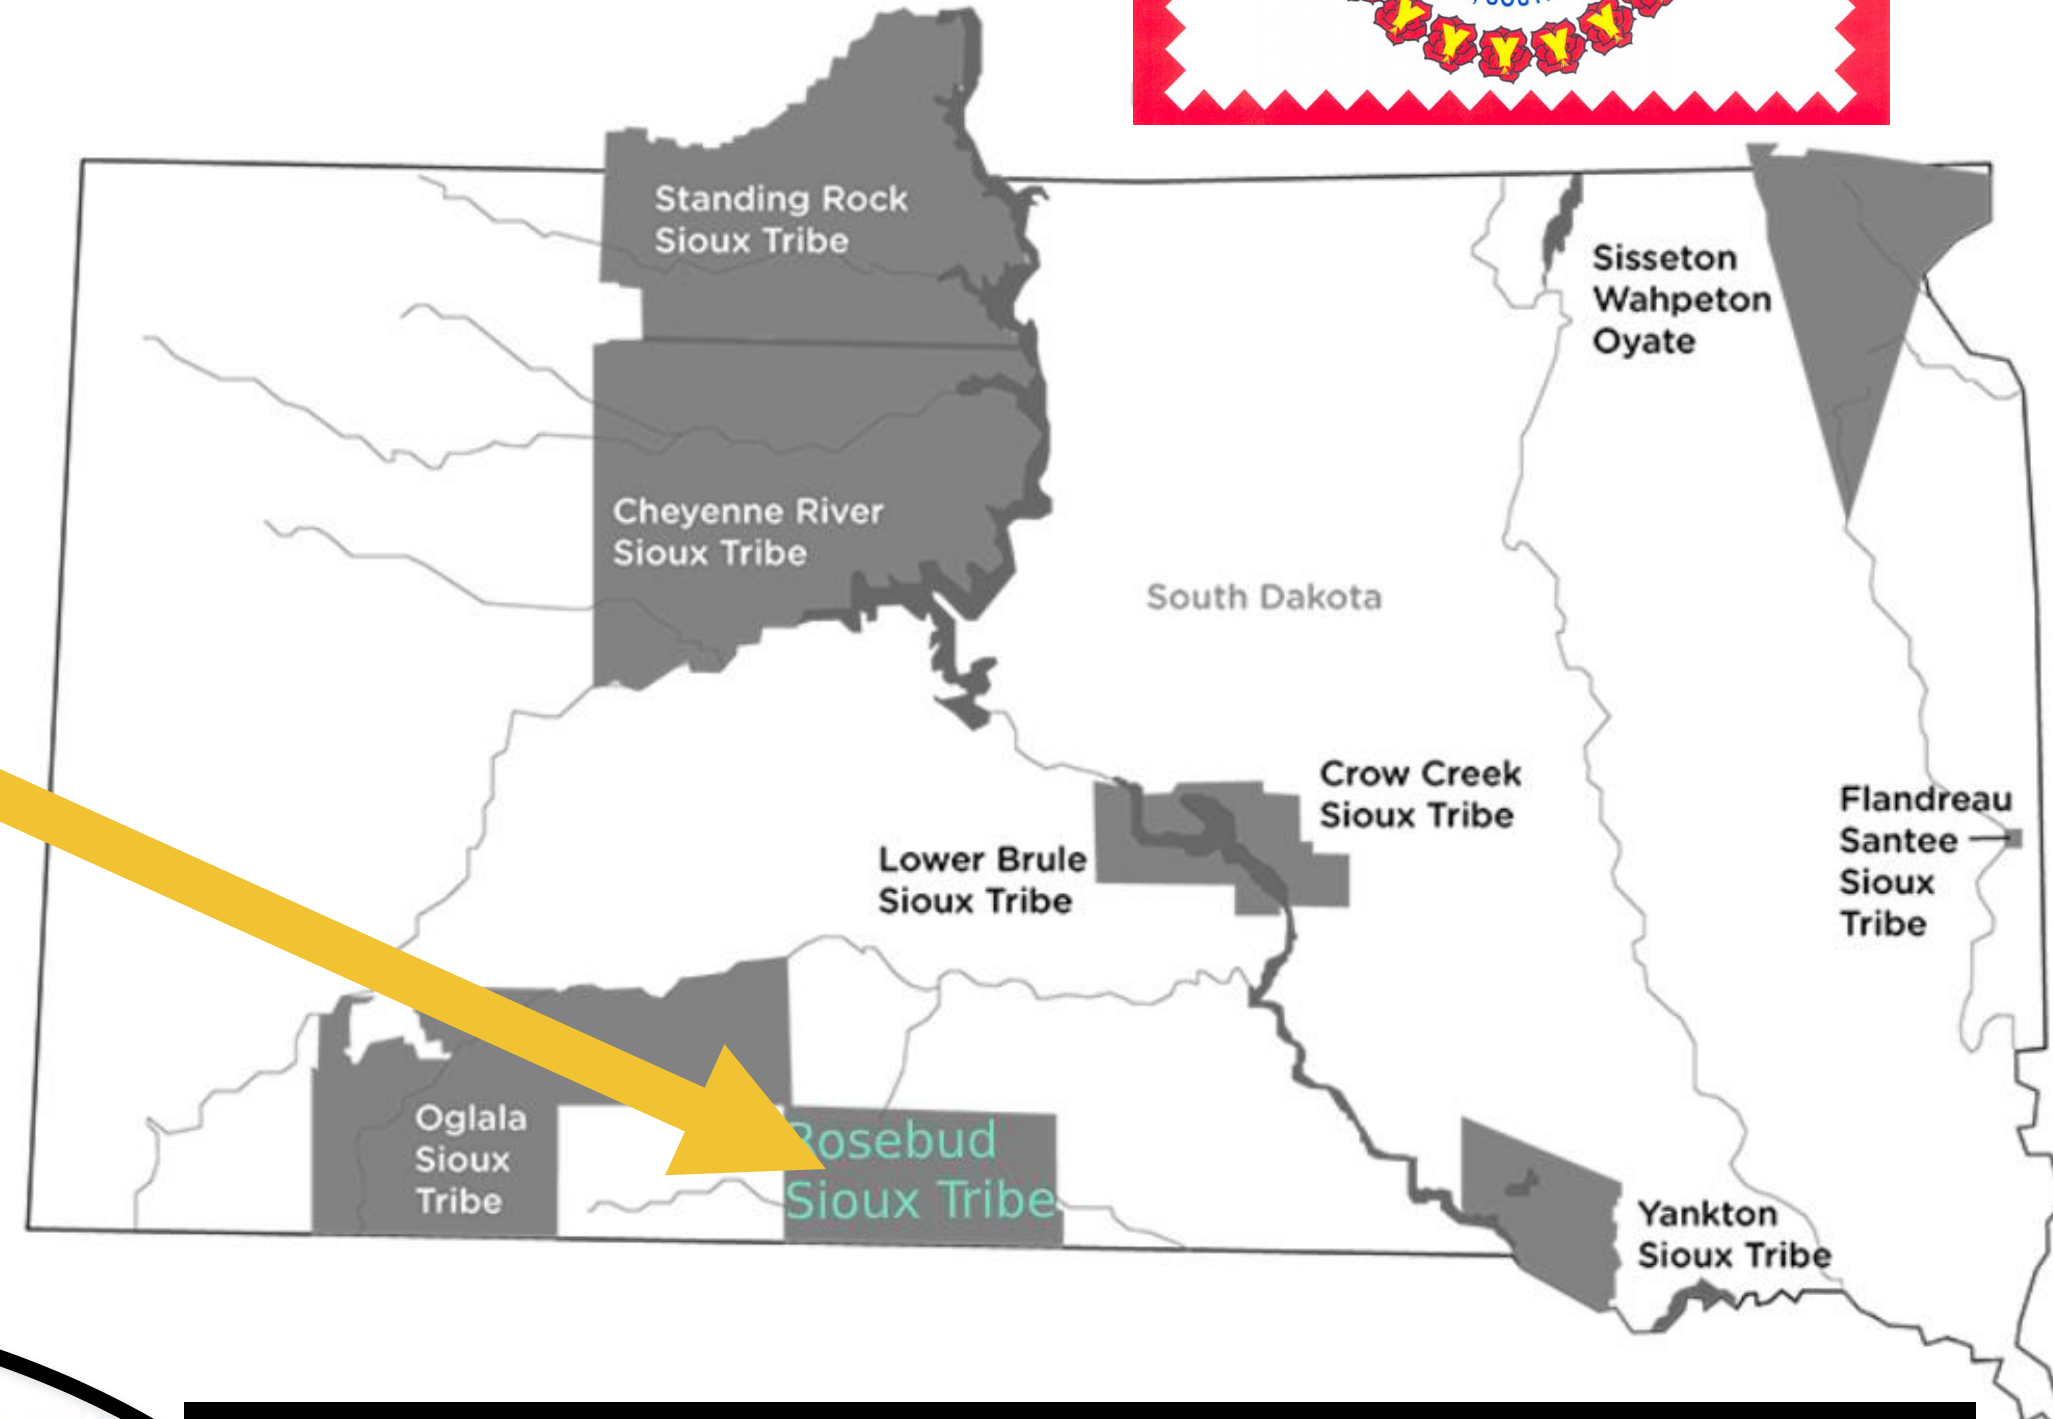 Standing Rock
Sioux Tribe
Sisseton
Wahpeton
Oyate
Cheyenne River
Sioux Tribe
South Dakota
Crow Creek
Sioux Tribe
Flandreau
Santee
Sioux
Tribe
Lower Brule
Sioux Tribe
Oglala
Sioux
Tribe
Rosebud
Sioux Tribe
Yankton
Sioux Tribe